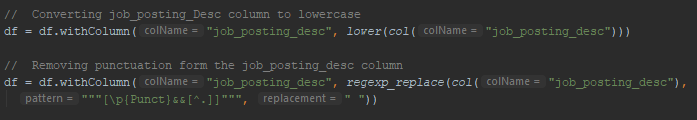 //  Converting job_posting_Desc column to lowercase
df = df.withColumn( colName = "job_posting_desc", lower(col( colName = "job_posting_desc")))
//  Removing punctuation form the job_posting_desc column
df = df.withColumn( colName = "job_posting_desc", regexp_replace(col( colName = "job_posting_desc"),
pattern = """[\p{Punct}&&[^.]]""", replacement = " "))